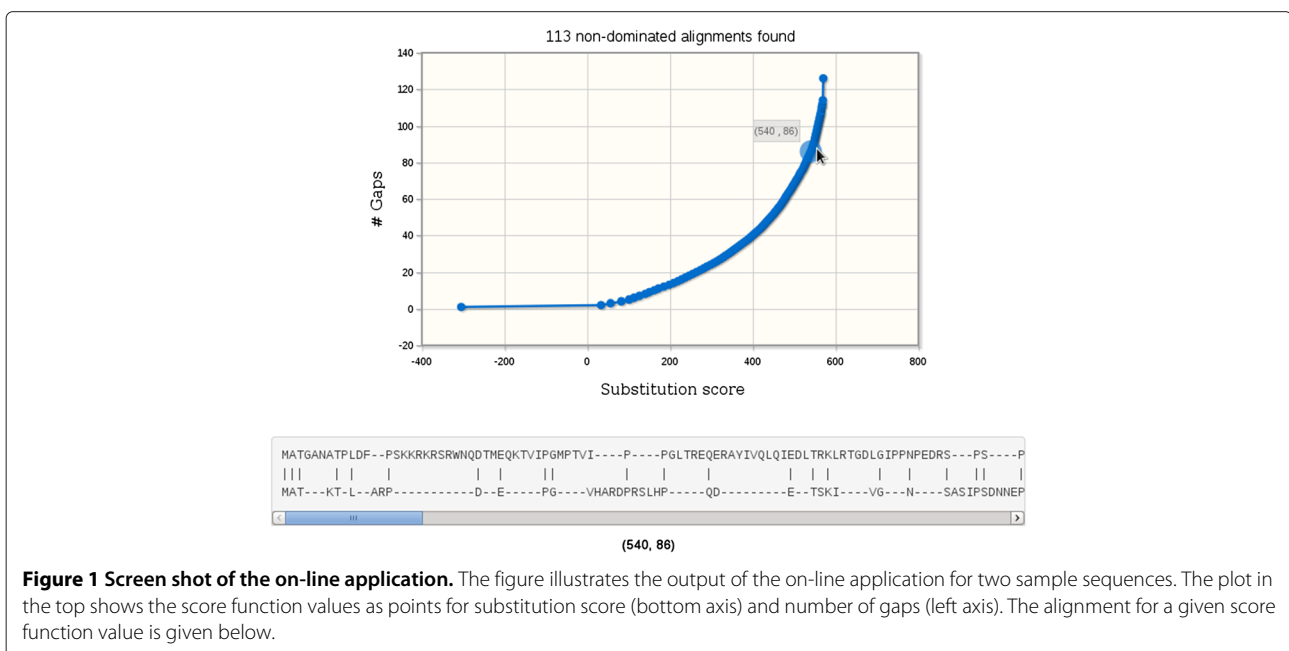 113 non-dominated alignments found
140
120
100
80
60
40
20
0
-20
# Gaps
(540 , 86)
-400 -200 0 200 400 600 800
Substitution score
MATGANATPLDF--PSKKRKRSRWNQDTMEQKTVIPGMPTVI----P----PGLTREQERAYIVQLQIEDLTRKLRTGDLGIPPNPEDRS---PS----P
||| | | | | | || | | | | | | | | | || |
MAT---KT-L--ARP-----------D--E-----PG----VHARDPRSLHP-----QD---------E--TSKI----VG---N----SASIPSDNNEP
(540, 86)
Figure 1 Screen shot of the on-line application. The figure illustrates the output of the on-line application for two sample sequences. The plot in
the top shows the score function values as points for substitution score (bottom axis) and number of gaps (left axis). The alignment for a given score
function value is given below.